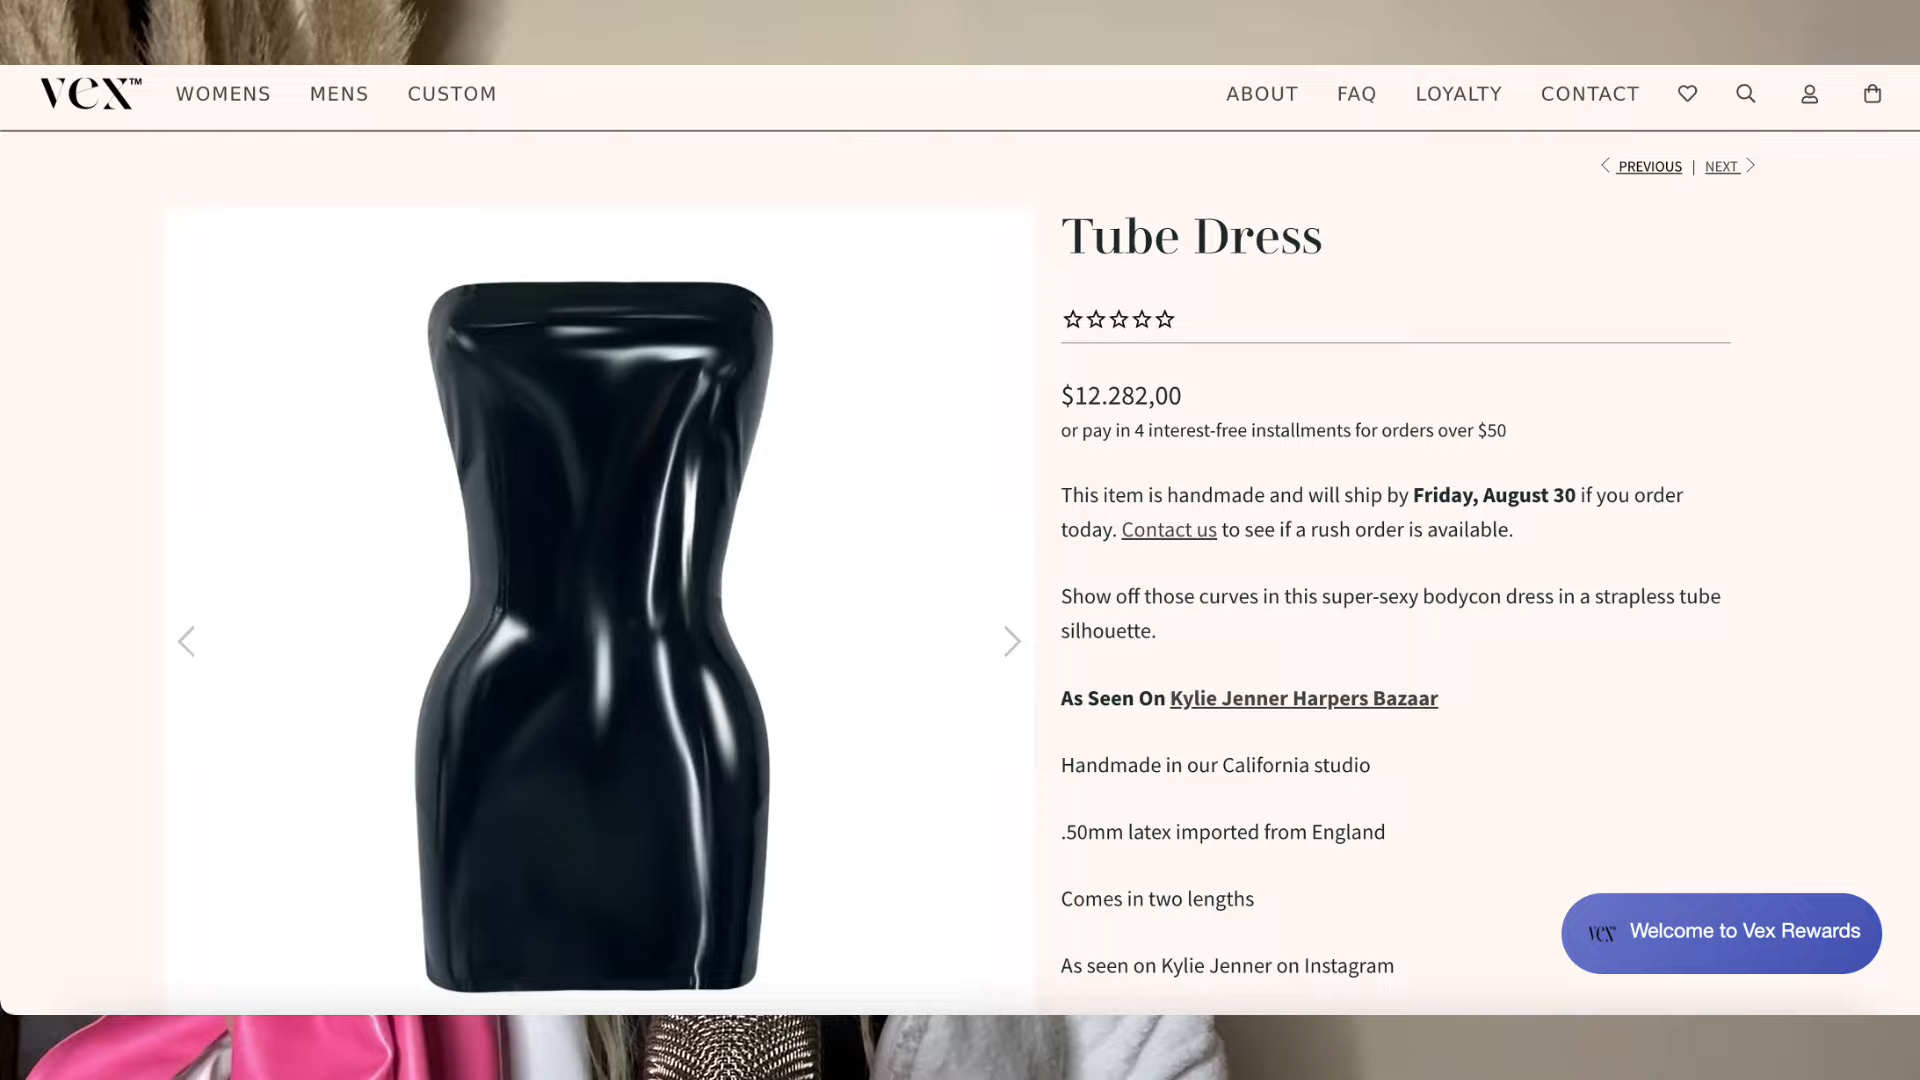 vex™ WOMENS MENS CUSTOM ABOUT FAQ LOYALTY CONTACT
PREVIOUS | NEXT
Tube Dress
$12.282,00
or pay in 4 interest-free installments for orders over $50
This item is handmade and will ship by Friday, August 30 if you order
today. Contact us to see if a rush order is available.
Show off those curves in this super-sexy bodycon dress in a strapless tube
silhouette.
As Seen On Kylie Jenner Harpers Bazaar
Handmade in our California studio
.50mm latex imported from England
Comes in two lengths
vex Welcome to Vex Rewards
As seen on Kylie Jenner on Instagram